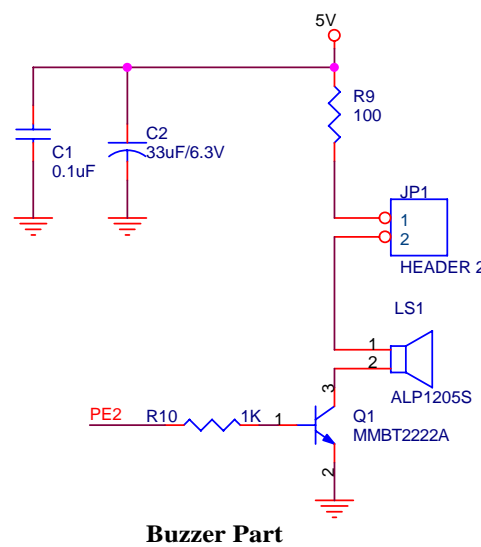 5V
R9
100
C1
0.1uF
C2
33uF/6.3V
JP1
1
2
HEADER 2
LS1
1
2
ALP1205S
3
PE2
R10
1K
1
Q1
MMBT2222A
2
Buzzer Part